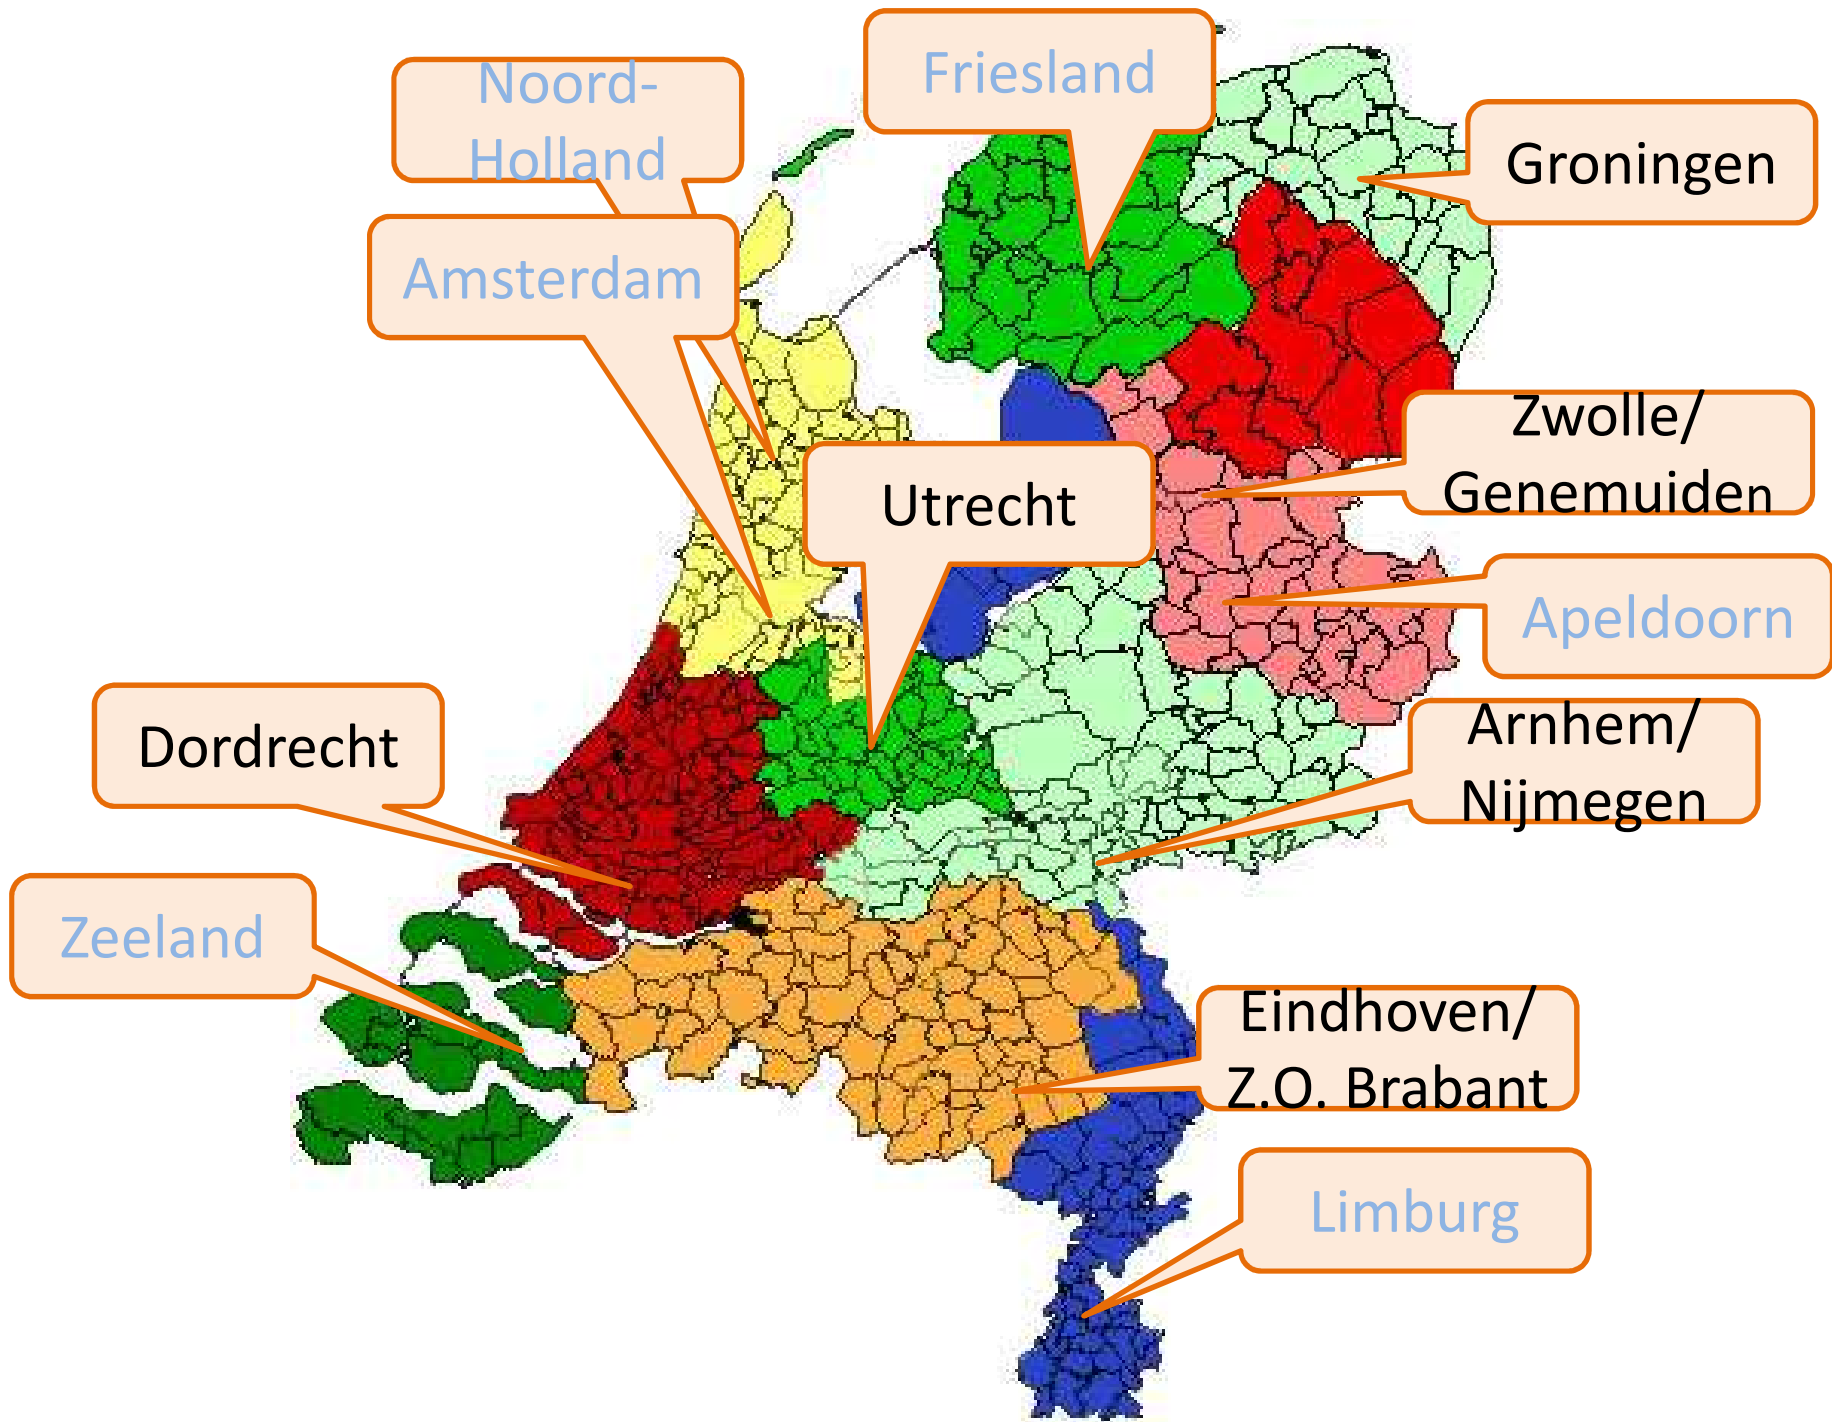 Friesland
Noord-
Holland
Groningen
Amsterdam
Zwolle/
Genemuiden
Utrecht
Apeldoorn
Dordrecht
Arnhem/
Nijmegen
Zeeland
Eindhoven/
Z.O. Brabant
Limburg